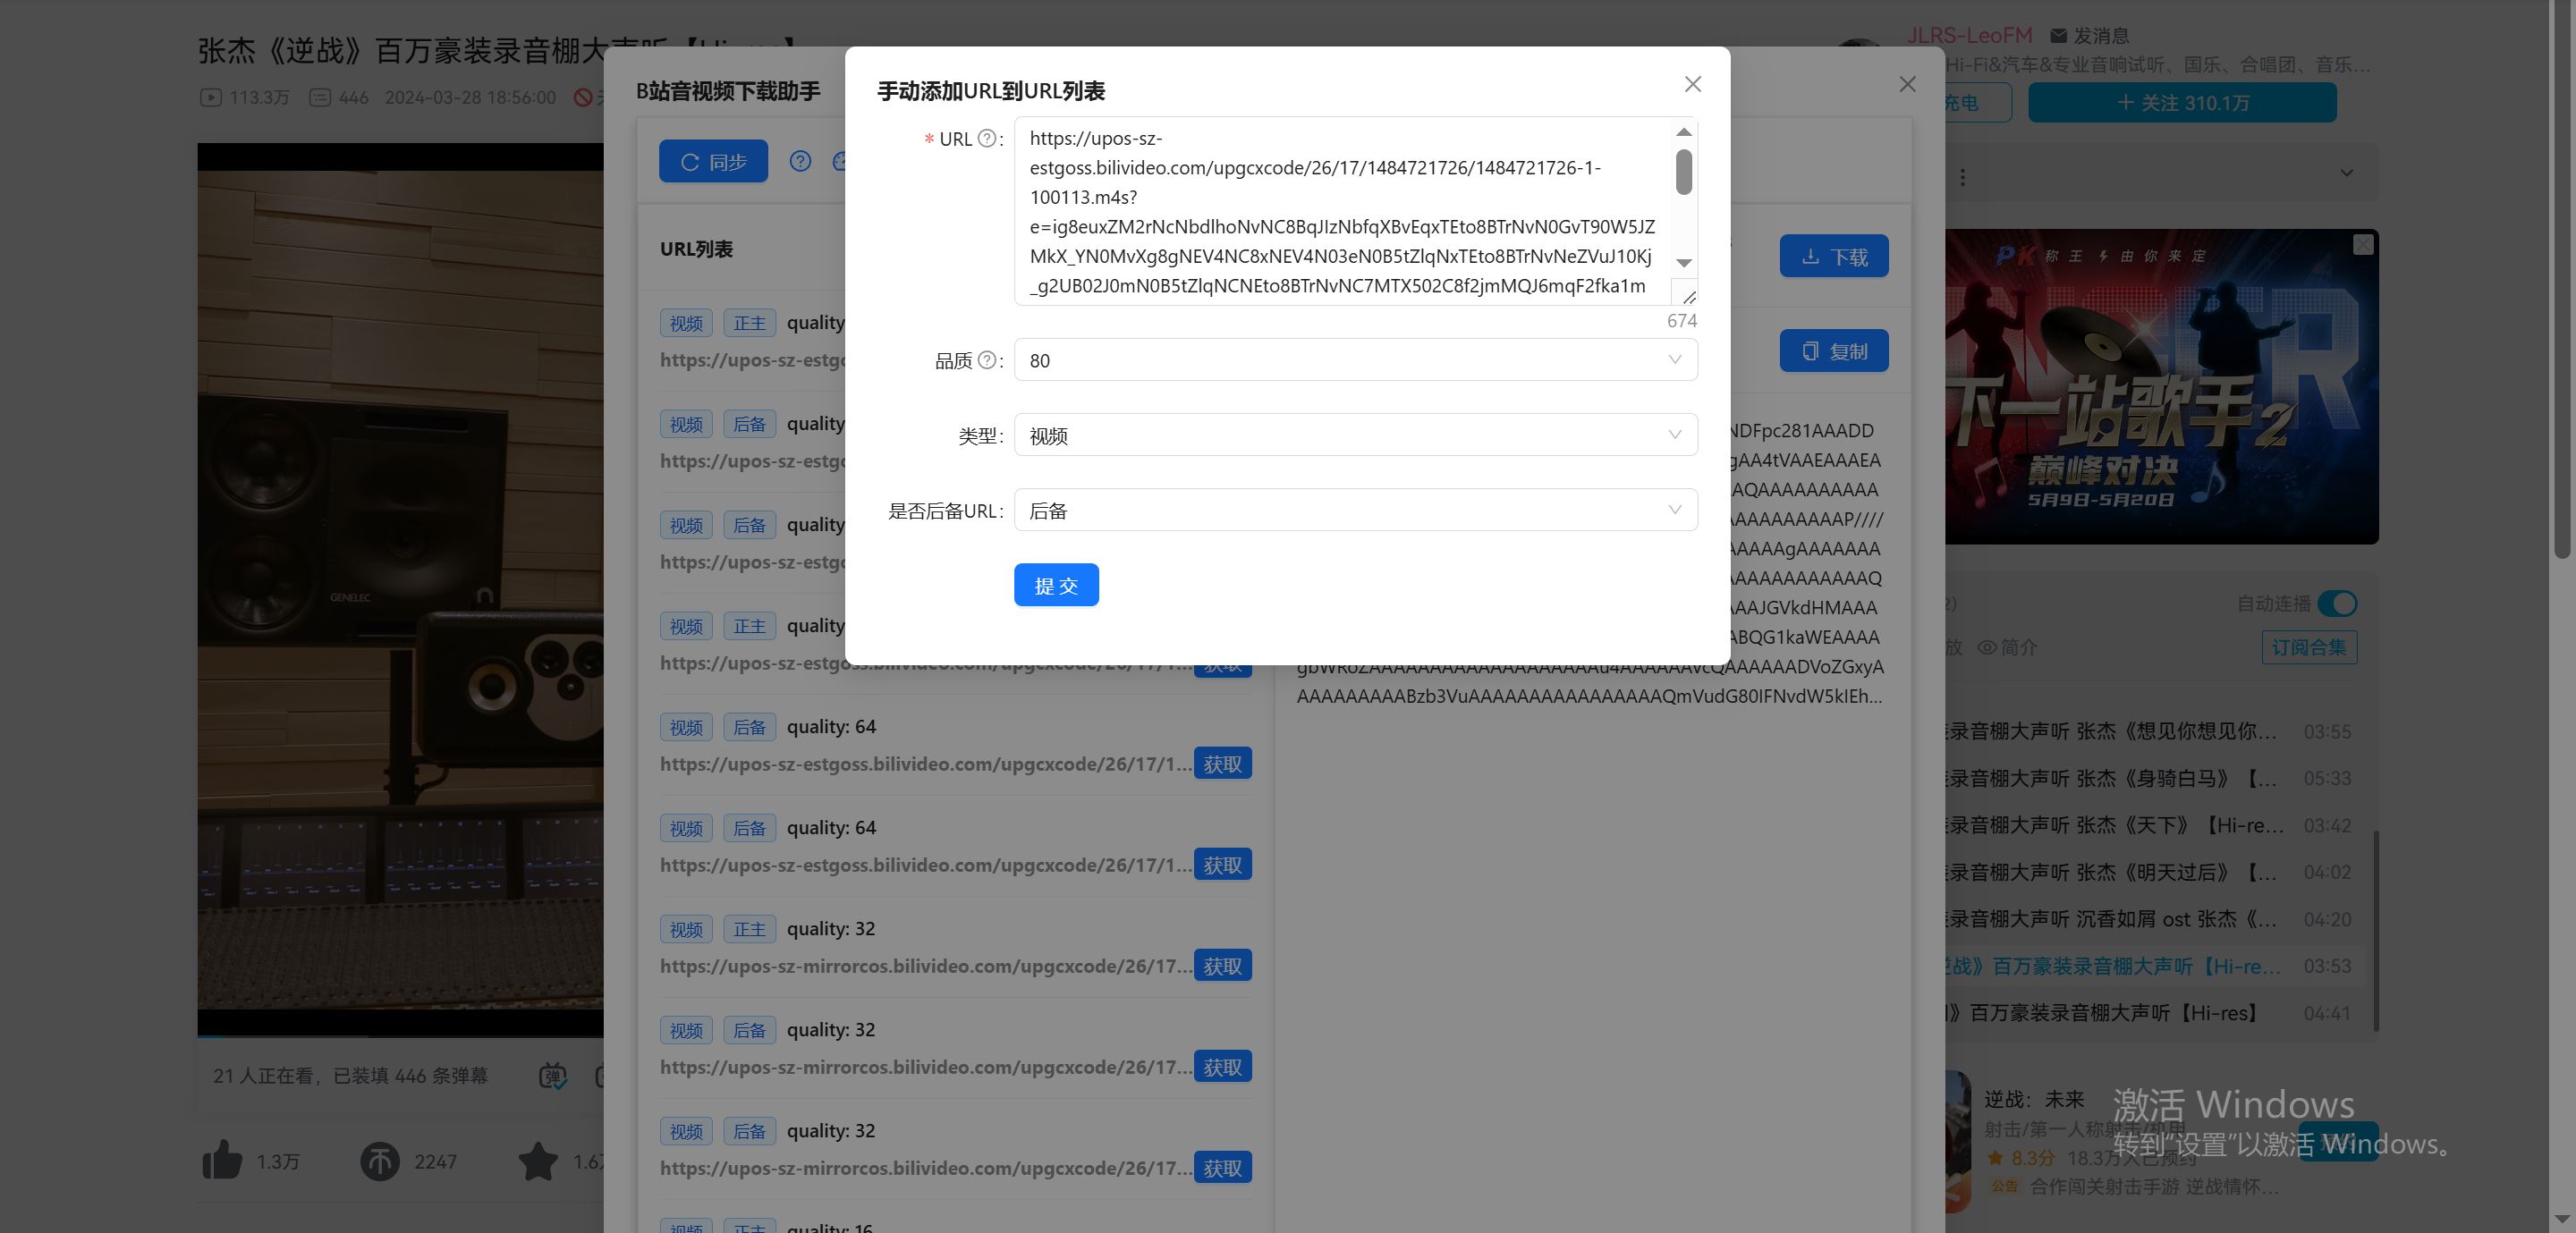 张杰《逆战》百万豪装录音棚大声听【Hi-res】
113.3万 446 2024-03-28 18:56:00
JLRS-LeoFM 发消息
Hi-Fi&汽车&专业音响试听、国乐、合唱团、音乐...
充电 + 关注 310.1万
B站音视频下载助手
同步
URL列表
下载
复制
视频 正主 quality
https://upos-sz-estgo
视频 后备 quality
https://upos-sz-estgo
视频 后备 quality
https://upos-sz-estgo
视频 正主 quality
https://upos-sz-estgoss.bilivideo.com/upgcxcode/26/17/1... 获取
视频 后备 quality: 64
https://upos-sz-estgoss.bilivideo.com/upgcxcode/26/17/1... 获取
视频 后备 quality: 64
https://upos-sz-estgoss.bilivideo.com/upgcxcode/26/17/1... 获取
视频 正主 quality: 32
https://upos-sz-mirrorcos.bilivideo.com/upgcxcode/26/17... 获取
视频 后备 quality: 32
https://upos-sz-mirrorcos.bilivideo.com/upgcxcode/26/17... 获取
视频 后备 quality: 32
https://upos-sz-mirrorcos.bilivideo.com/upgcxcode/26/17... 获取
视频 正主 quality: 16
手动添加URL到URL列表
* URL :
https://upos-sz-
estgoss.bilivideo.com/upgcxcode/26/17/1484721726/1484721726-1-
100113.m4s?
e=ig8euxZM2rNcNbdlhoNvNC8BqJIzNbfqXBvEqxTEto8BTrNvN0GvT90W5JZ
MkX_YN0MvXg8gNEV4NC8xNEV4N03eN0B5tZlqNxTEto8BTrNvNeZVuJ10Kj
_g2UB02J0mN0B5tZlqNCNEto8BTrNvNC7MTX502C8f2jmMQJ6mqF2fka1m
674
品质 : 80
类型: 视频
是否后备URL: 后备
提 交
NDFpc281AAADD
gAA4tVAAEAAAEA
AQAAAAAAAAAA
AAAAAAAAAAP////
AAAAAgAAAAAAA
AAAAAAAAAAAAQ
AAAJGVkdHMAAA
ABQG1kaWEAAAA
AAAAAAAAABzb3VuAAAAAAAAAAAAAAAAQmVudG80IFNvdW5kIEh...
GENELEC
PK 称王 由你来定
下一站歌手2
巅峰对决
5月9日-5月20日
自动连播
简介 订阅合集
录音棚大声听 张杰《想见你想见你... 03:55
录音棚大声听 张杰《身骑白马》【... 05:33
录音棚大声听 张杰《天下》【Hi-re... 03:42
录音棚大声听 张杰《明天过后》【... 04:02
录音棚大声听 沉香如屑 ost 张杰《... 04:20
战》百万豪装录音棚大声听【Hi-re... 03:53
》百万豪装录音棚大声听【Hi-res】 04:41
21 人正在看，已装填 446 条弹幕
1.3万 2247
逆战：未来
射击/第一人称射击/机甲
8.3分 18.3万人已预约
公告 合作闯关射击手游 逆战情怀...
激活 Windows
转到“设置”以激活 Windows。